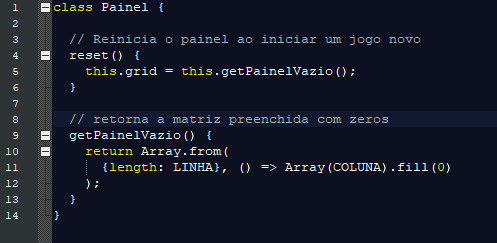 1 class Painel {
2
3 // Reinicia o painel ao iniciar um jogo novo
4 reset() {
5 this.grid = this.getPainelVazio();
6 }
7
8 // retorna a matriz preenchida com zeros
9 getPainelVazio() {
10 return Array.from(
11 {length: LINHA}, () => Array(COLUNA).fill(0)
12 );
13 }
14 }